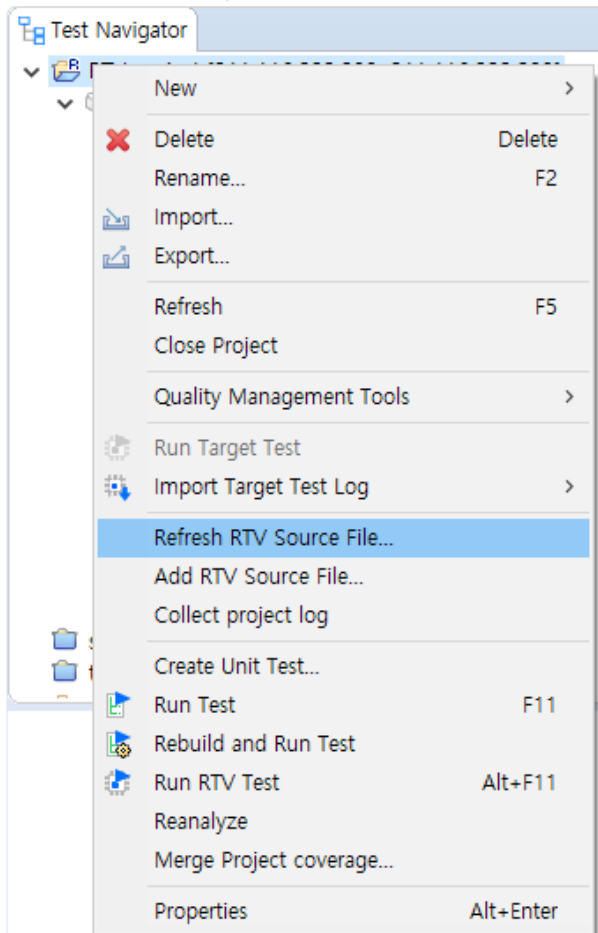 Test Navigator
New
Delete Delete
Rename... F2
Import...
Export...
Refresh F5
Close Project
Quality Management Tools
Run Target Test
Import Target Test Log
Refresh RTV Source File...
Add RTV Source File...
Collect project log
Create Unit Test...
Run Test F11
Rebuild and Run Test
Run RTV Test Alt+F11
Reanalyze
Merge Project coverage...
Properties Alt+Enter